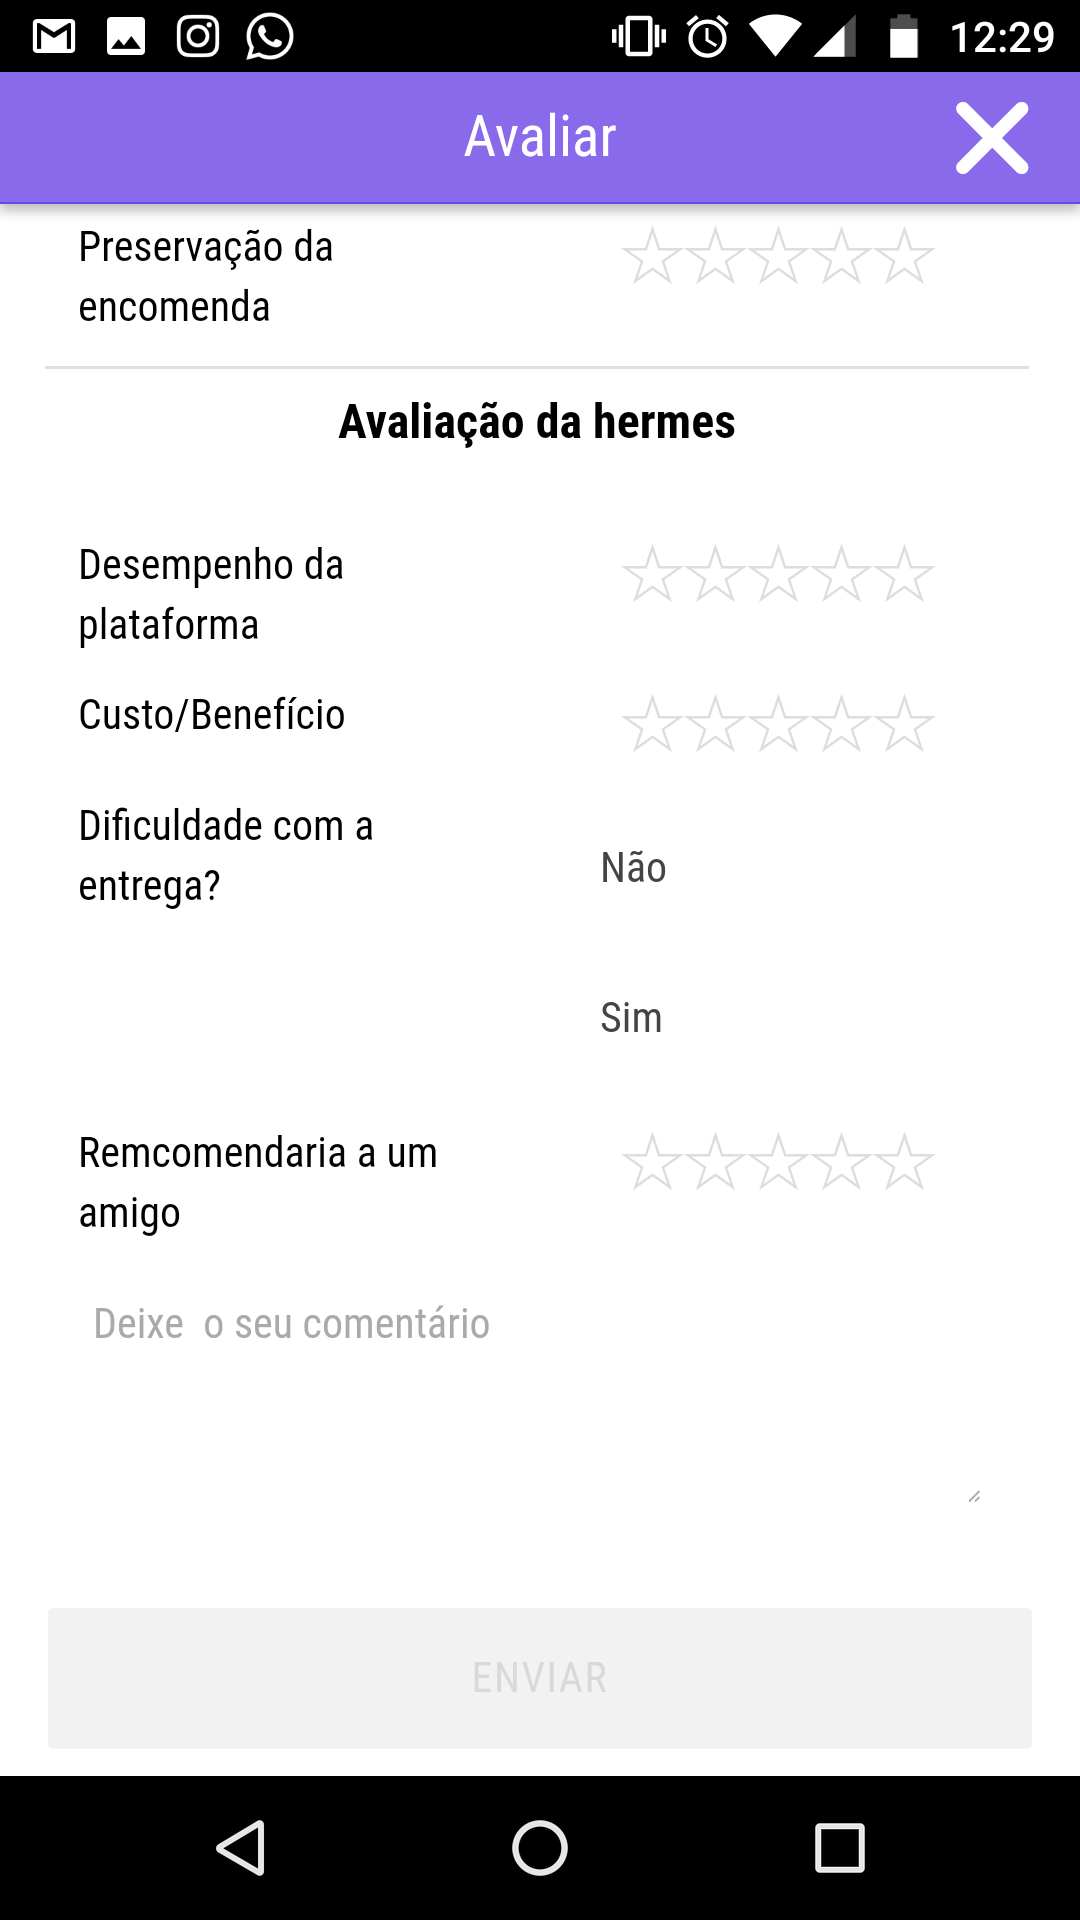 12:29
Avaliar
Preservação da
encomenda
Avaliação da hermes
Desempenho da
plataforma
Custo/Benefício
Dificuldade com a
entrega?
Não
Sim
Remcomendaria a um
amigo
Deixe  o seu comentário
ENVIAR